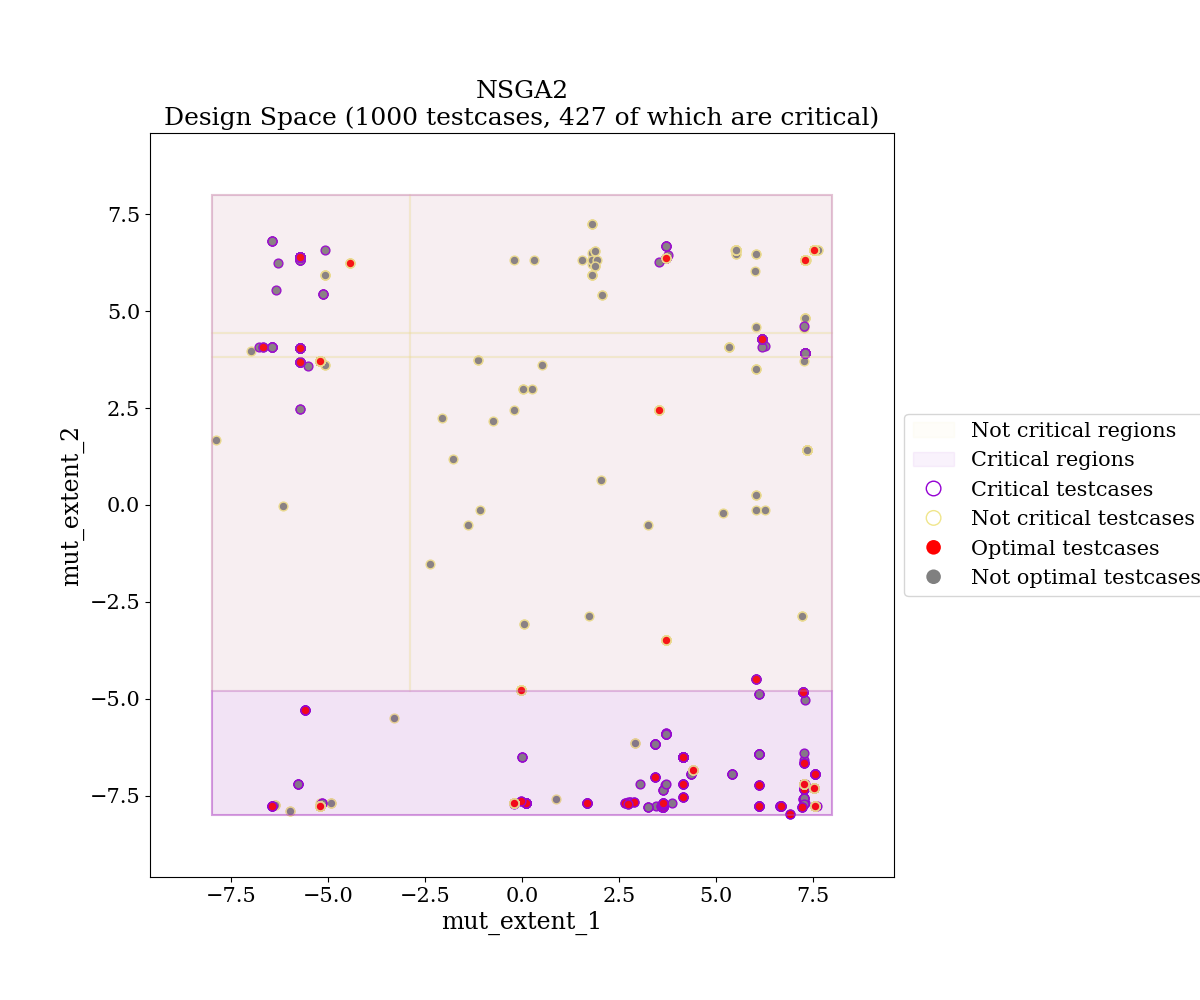 NSGA2
Design Space (1000 testcases, 427 of which are critical)
7.5
5.0
2.5
0.0
−2.5
−5.0
−7.5
mut_extent_2
−7.5
−5.0
−2.5
0.0
2.5
5.0
7.5
mut_extent_1
Not critical regions
Critical regions
Critical testcases
Not critical testcases
Optimal testcases
Not optimal testcases